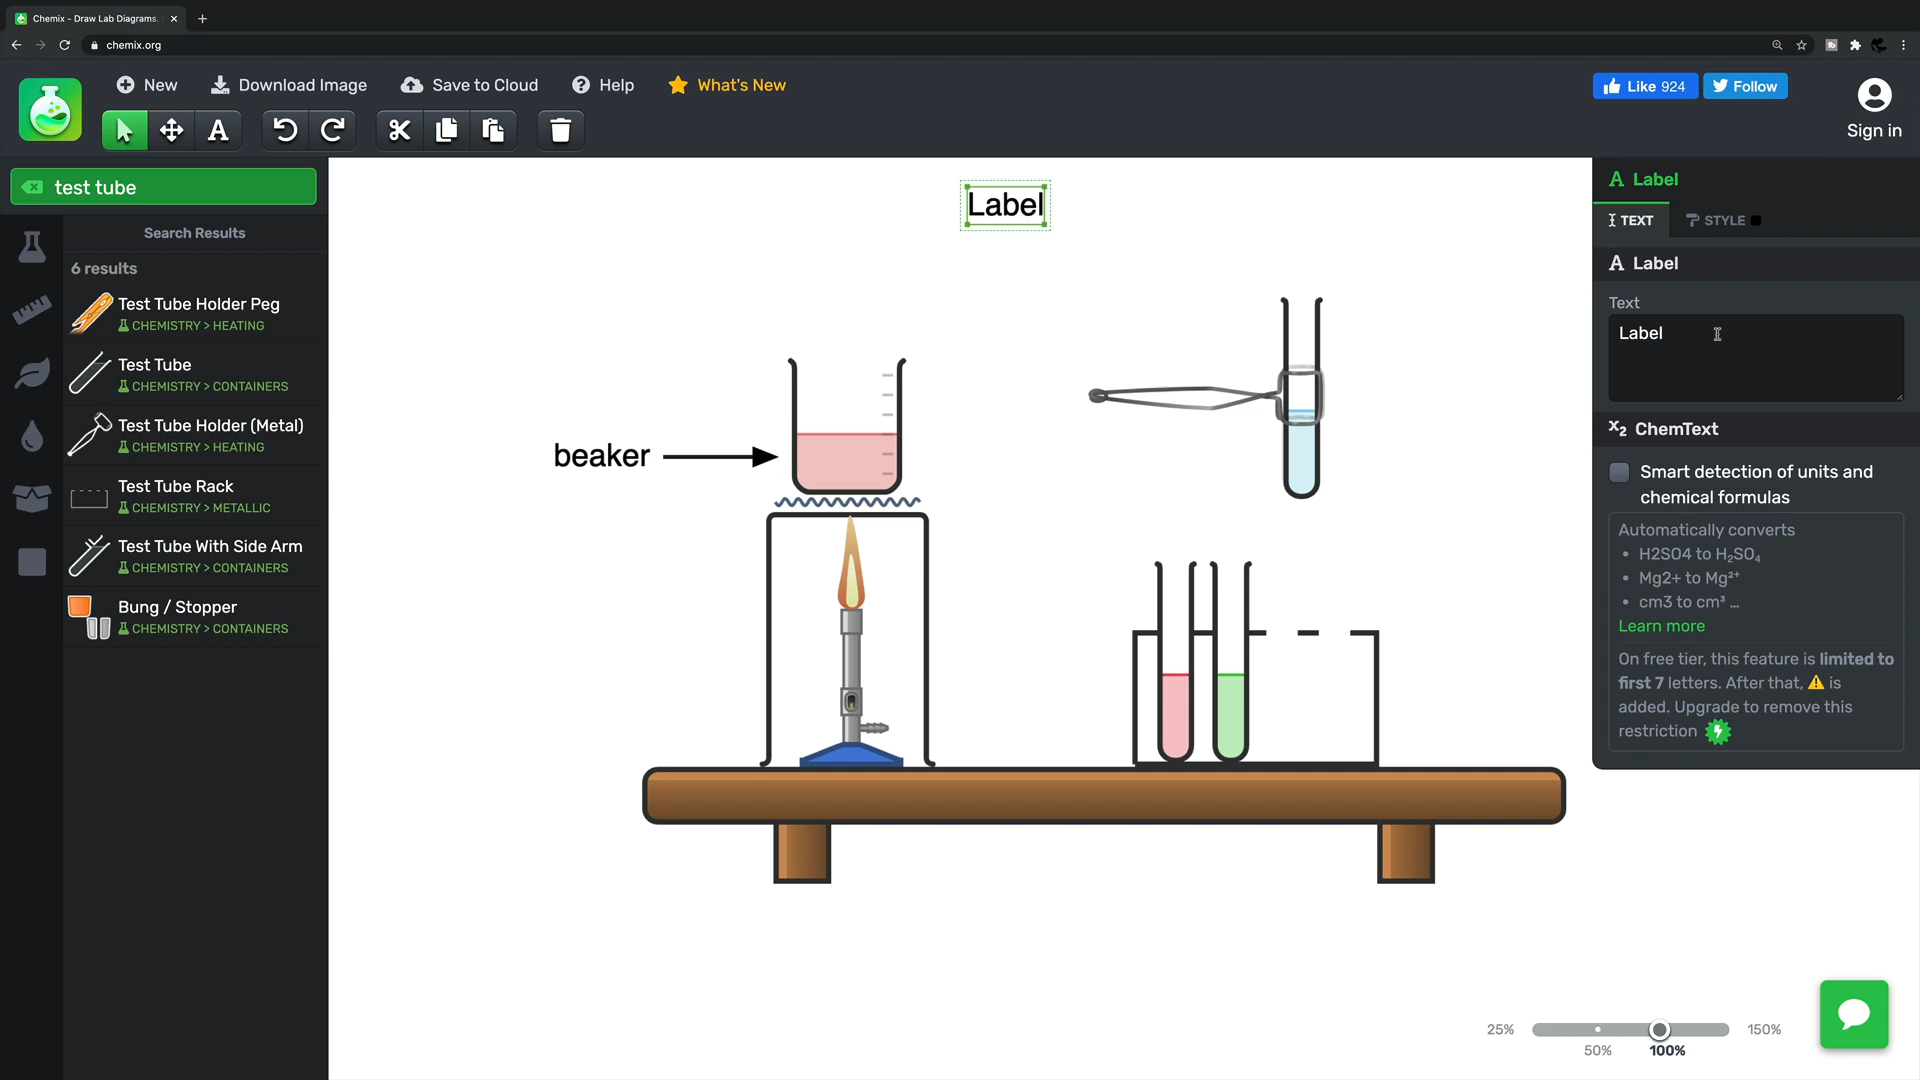 Chemix - Draw Lab Diagrams.
chemix.org
New
Download Image
Save to Cloud
Help
What's New
Like 924
Follow
Sign in
A
test tube
Search Results
6 results
Test Tube Holder Peg
CHEMISTRY > HEATING
Test Tube
CHEMISTRY > CONTAINERS
Test Tube Holder (Metal)
CHEMISTRY > HEATING
Test Tube Rack
CHEMISTRY > METALLIC
Test Tube With Side Arm
CHEMISTRY > CONTAINERS
Bung / Stopper
CHEMISTRY > CONTAINERS
Label
beaker
A Label
TEXT
STYLE
A Label
Text
Label
X₂ ChemText
Smart detection of units and
chemical formulas
Automatically converts
• H2SO4 to H₂SO₄
• Mg2+ to Mg²⁺
• cm3 to cm³ ...
Learn more
On free tier, this feature is limited to
first 7 letters. After that, ⚠ is
added. Upgrade to remove this
restriction
25%
150%
50%
100%